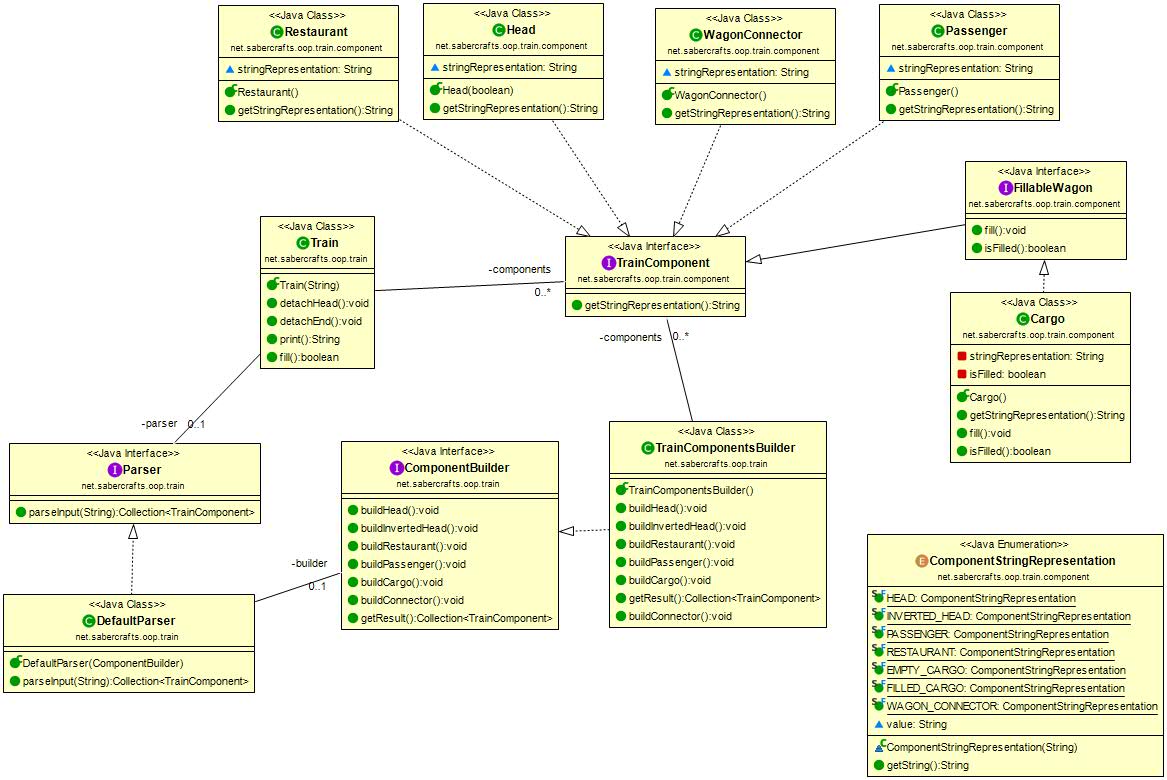 <<Java Class>>
Restaurant
net.sabercrafts.oop.train.component
stringRepresentation: String
Restaurant()
getStringRepresentation():String
<<Java Class>>
Head
net.sabercrafts.oop.train.component
stringRepresentation: String
Head(boolean)
getStringRepresentation():String
<<Java Class>>
WagonConnector
net.sabercrafts.oop.train.component
stringRepresentation: String
WagonConnector()
getStringRepresentation():String
<<Java Class>>
Passenger
net.sabercrafts.oop.train.component
stringRepresentation: String
Passenger()
getStringRepresentation():String
<<Java Interface>>
FillableWagon
net.sabercrafts.oop.train.component
fill():void
isFilled():boolean
<<Java Class>>
Train
net.sabercrafts.oop.train
Train(String)
detachHead():void
detachEnd():void
print():String
fill():boolean
-components
0..*
<<Java Interface>>
TrainComponent
net.sabercrafts.oop.train.component
getStringRepresentation():String
-components
0..*
<<Java Class>>
Cargo
net.sabercrafts.oop.train.component
stringRepresentation: String
isFilled: boolean
Cargo()
getStringRepresentation():String
fill():void
isFilled():boolean
-parser
0..1
<<Java Interface>>
Parser
net.sabercrafts.oop.train
parseInput(String):Collection<TrainComponent>
<<Java Interface>>
ComponentBuilder
net.sabercrafts.oop.train
buildHead():void
buildInvertedHead():void
buildRestaurant():void
buildPassenger():void
buildCargo():void
buildConnector():void
getResult():Collection<TrainComponent>
<<Java Class>>
TrainComponentsBuilder
net.sabercrafts.oop.train
TrainComponentsBuilder()
buildHead():void
buildInvertedHead():void
buildRestaurant():void
buildPassenger():void
buildCargo():void
getResult():Collection<TrainComponent>
buildConnector():void
-builder
0..1
<<Java Class>>
DefaultParser
net.sabercrafts.oop.train
DefaultParser(ComponentBuilder)
parseInput(String):Collection<TrainComponent>
<<Java Enumeration>>
ComponentStringRepresentation
net.sabercrafts.oop.train.component
HEAD: ComponentStringRepresentation
INVERTED_HEAD: ComponentStringRepresentation
PASSENGER: ComponentStringRepresentation
RESTAURANT: ComponentStringRepresentation
EMPTY_CARGO: ComponentStringRepresentation
FILLED_CARGO: ComponentStringRepresentation
WAGON_CONNECTOR: ComponentStringRepresentation
value: String
ComponentStringRepresentation(String)
getString():String